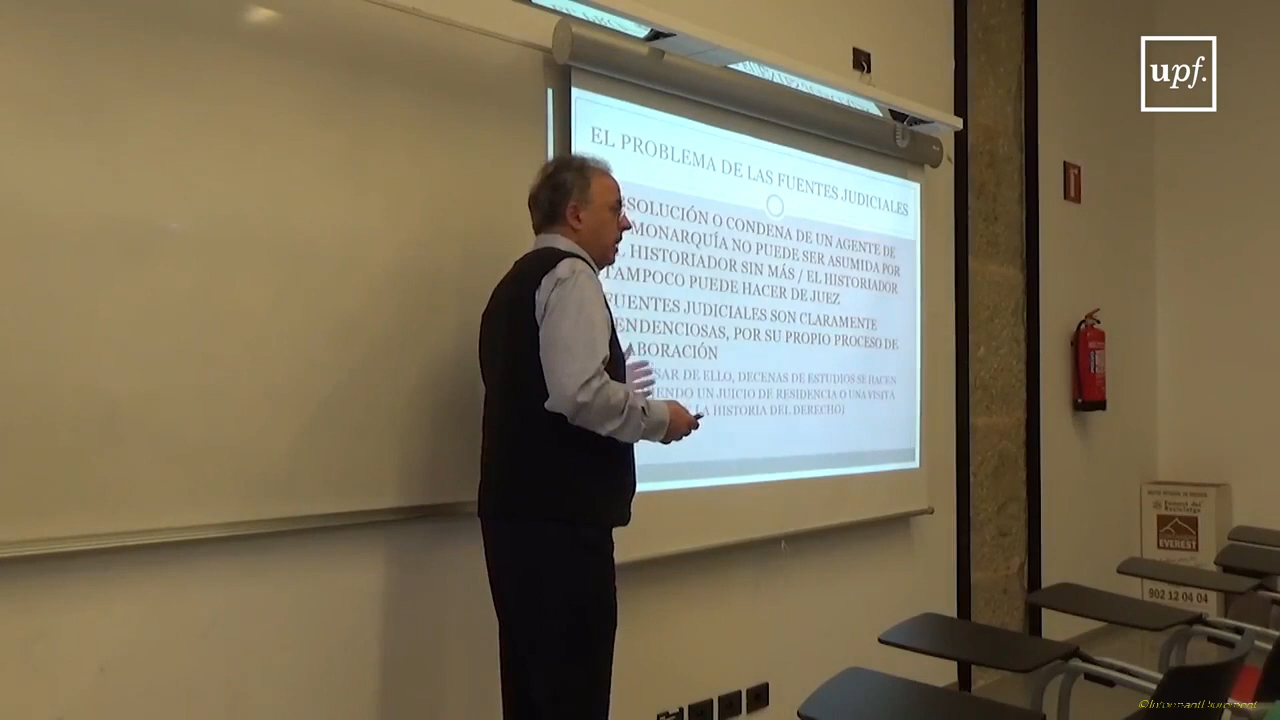 upf.
EL PROBLEMA DE LAS FUENTES JUDICIALES
SOLUCIÓN O CONDENA DE UN AGENTE DE
MONARQUÍA NO PUEDE SER ASUMIDA POR
HISTORIADOR SIN MÁS / EL HISTORIADOR
TAMPOCO PUEDE HACER DE JUEZ
FUENTES JUDICIALES SON CLARAMENTE
ENDENCIOSAS, POR SU PROPIO PROCESO DE
ABORACIÓN
SAR DE ELLO, DECENAS DE ESTUDIOS SE HACEN
ENDO UN JUICIO DE RESIDENCIA O UNA VISITA
LA HISTORIA DEL DERECHO)
EVEREST
902 12 04 04